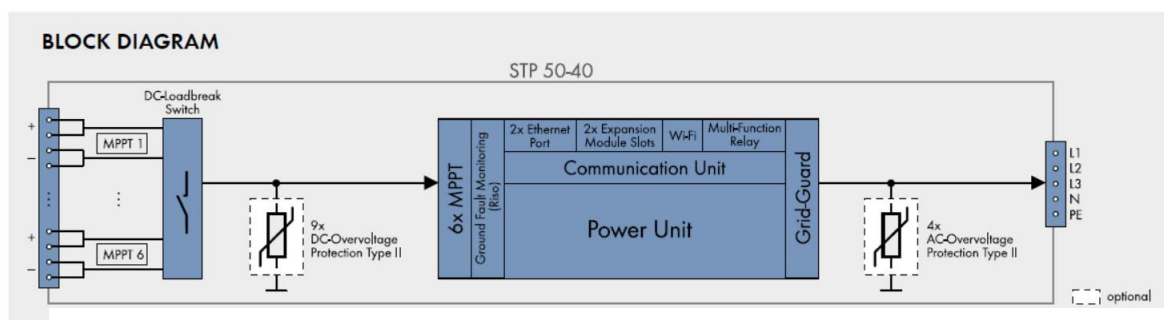 BLOCK DIAGRAM
STP 50-40
DC-Loadbreak
Switch
+
MPPT 1
–
+
MPPT 6
–
9x
DC-Overvoltage
Protection Type II
6x MPPT
Ground Fault Monitoring
(Riso)
2x Ethernet
Port
2x Expansion
Module Slots
Wi-Fi
Multi-Function
Relay
Communication Unit
Power Unit
Grid-Guard
4x
AC-Overvoltage
Protection Type II
L1
L2
L3
N
PE
optional